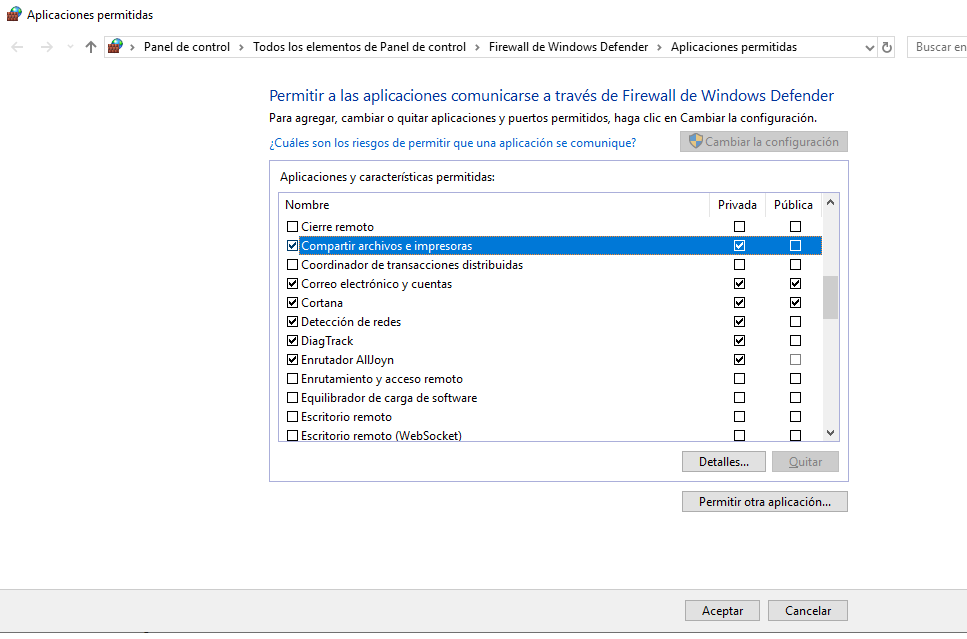 Aplicaciones permitidas
Panel de control > Todos los elementos de Panel de control > Firewall de Windows Defender > Aplicaciones permitidas
Buscar en
Permitir a las aplicaciones comunicarse a través de Firewall de Windows Defender
Para agregar, cambiar o quitar aplicaciones y puertos permitidos, haga clic en Cambiar la configuración.
¿Cuáles son los riesgos de permitir que una aplicación se comunique?
Cambiar la configuración
Aplicaciones y características permitidas:
Nombre Privada Pública
Cierre remoto
Compartir archivos e impresoras
Coordinador de transacciones distribuidas
Correo electrónico y cuentas
Cortana
Detección de redes
DiagTrack
Enrutador AllJoyn
Enrutamiento y acceso remoto
Equilibrador de carga de software
Escritorio remoto
Escritorio remoto (WebSocket)
Detalles... Quitar
Permitir otra aplicación...
Aceptar Cancelar